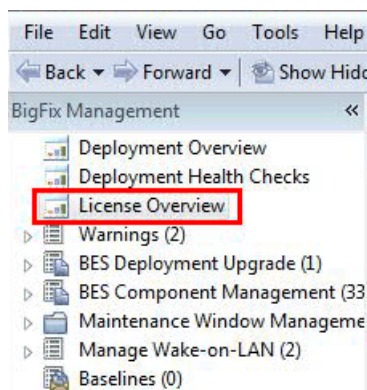 File Edit View Go Tools Help
Back Forward Show Hidd
BigFix Management «
Deployment Overview
Deployment Health Checks
License Overview
Warnings (2)
BES Deployment Upgrade (1)
BES Component Management (33
Maintenance Window Manageme
Manage Wake-on-LAN (2)
Baselines (0)